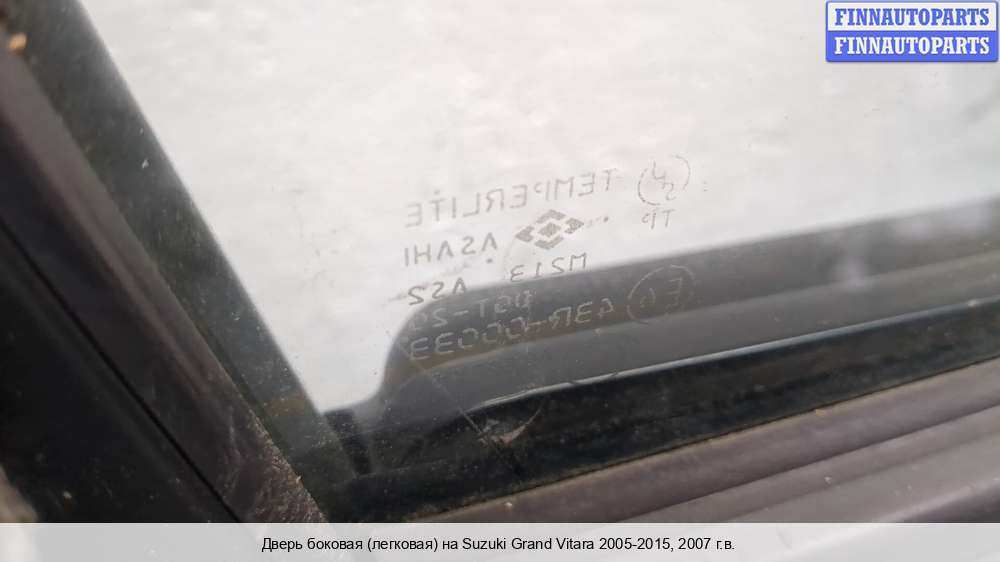 FINNAUTOPARTS
FINNAUTOPARTS
TEMPERLITE
ASAHI
M213 AS2
43R-00033
Дверь боковая (легковая) на Suzuki Grand Vitara 2005-2015, 2007 г.в.